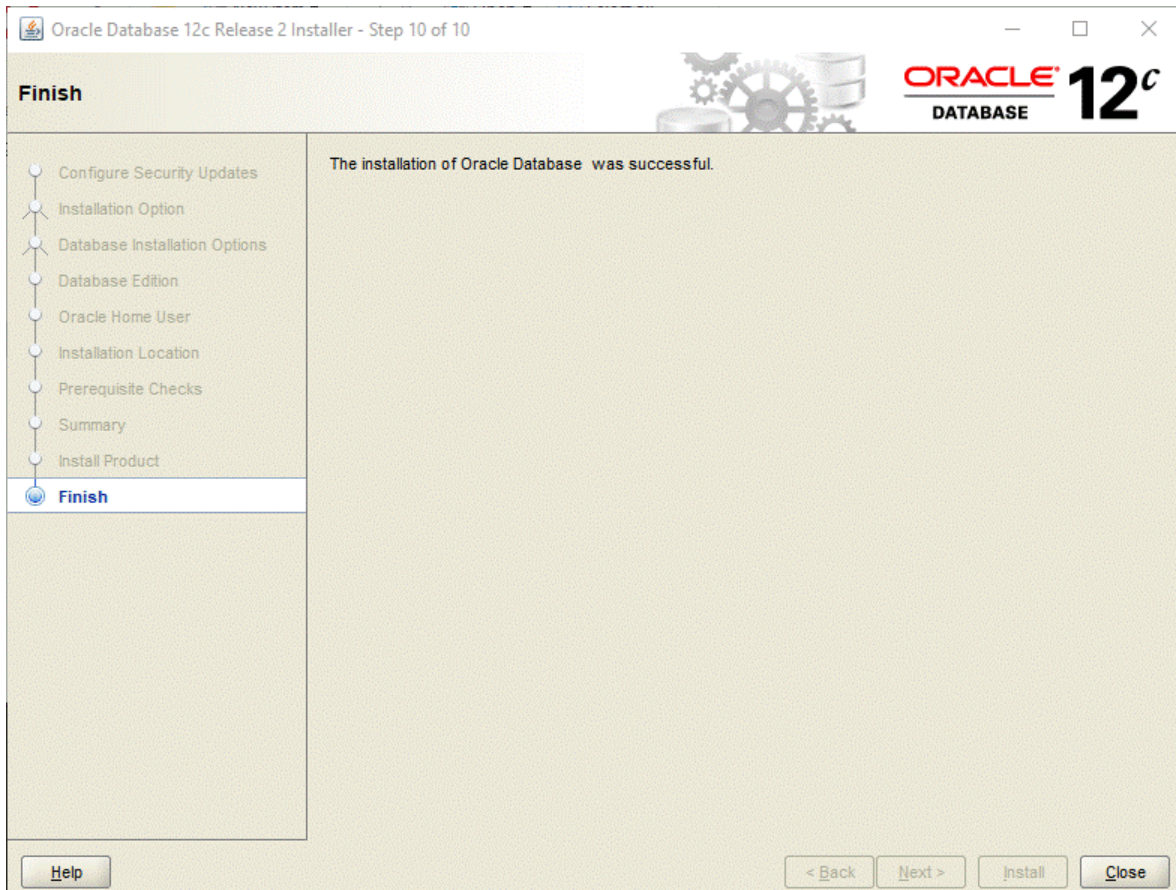 Oracle Database 12c Release 2 Installer - Step 10 of 10
Finish
ORACLE
DATABASE
12c
Configure Security Updates
Installation Option
Database Installation Options
Database Edition
Oracle Home User
Installation Location
Prerequisite Checks
Summary
Install Product
Finish
The installation of Oracle Database  was successful.
Help
< Back
Next >
Install
Close